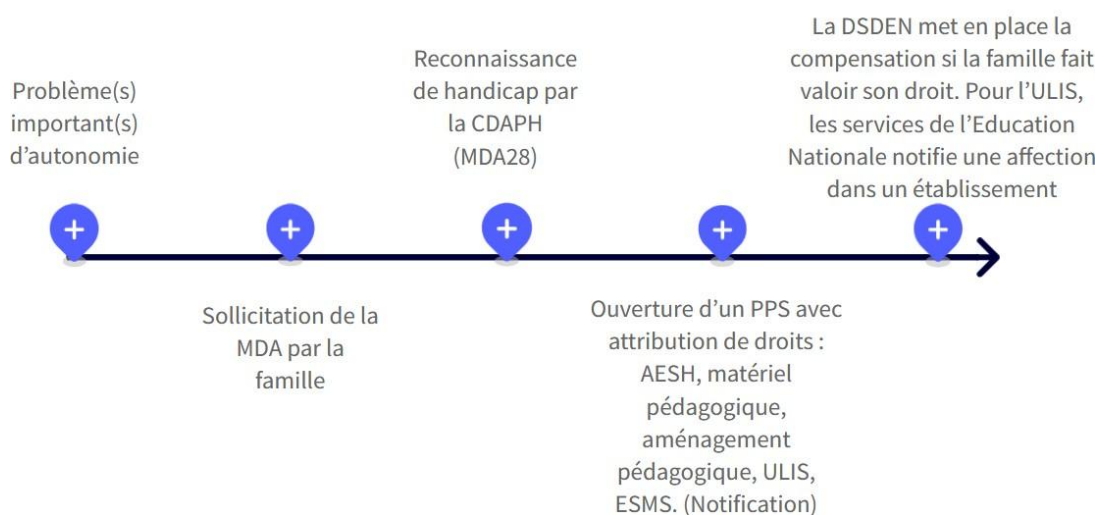 Problème(s)
important(s)
d’autonomie
Sollicitation de la
MDA par la
famille
Reconnaissance
de handicap par
la CDAPH
(MDA28)
Ouverture d’un PPS avec
attribution de droits :
AESH, matériel
pédagogique,
aménagement
pédagogique, ULIS,
ESMS. (Notification)
La DSDEN met en place la
compensation si la famille fait
valoir son droit. Pour l’ULIS,
les services de l’Education
Nationale notifie une affection
dans un établissement